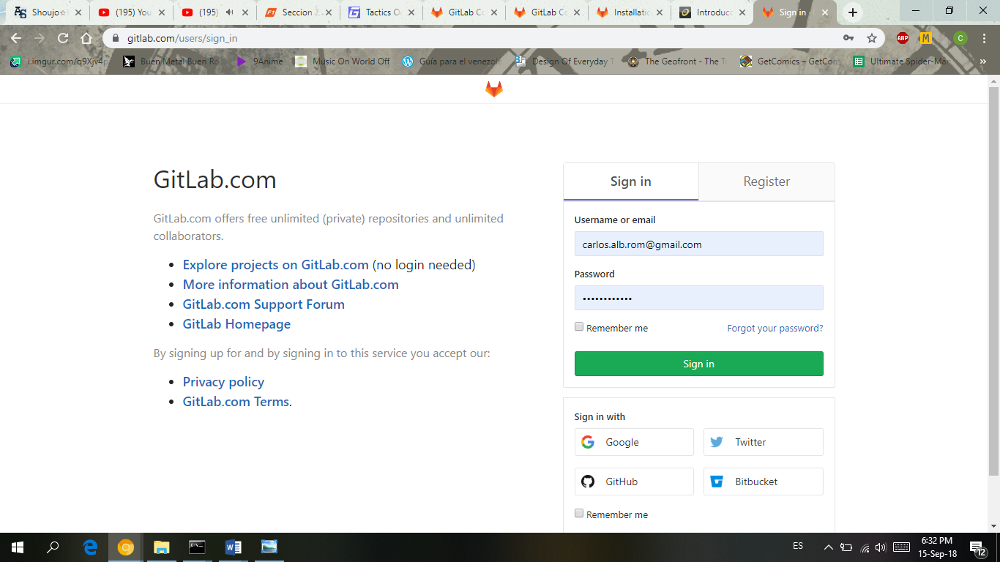 Shoujo☆
(195) You
(195)
Seccion
Tactics O
GitLab Co
GitLab Co
Installatio
Introducc
Sign in ·
gitlab.com/users/sign_in
ABP
M
C
i.imgur.com/q9Xjv4p
Buen Metal Buen Ro
9Anime
Music On World Off
Guía para el venezola
Design Of Everyday T
The Geofront - The Tr
GetComics – GetCom
Ultimate Spider-Man
»
GitLab.com
GitLab.com offers free unlimited (private) repositories and unlimited
collaborators.
Explore projects on GitLab.com (no login needed)
More information about GitLab.com
GitLab.com Support Forum
GitLab Homepage
By signing up for and by signing in to this service you accept our:
Privacy policy
GitLab.com Terms.
Sign in
Register
Username or email
carlos.alb.rom@gmail.com
Password
••••••••••••
Remember me
Forgot your password?
Sign in
Sign in with
Google
Twitter
GitHub
Bitbucket
Remember me
ES
6:32 PM
15-Sep-18
12